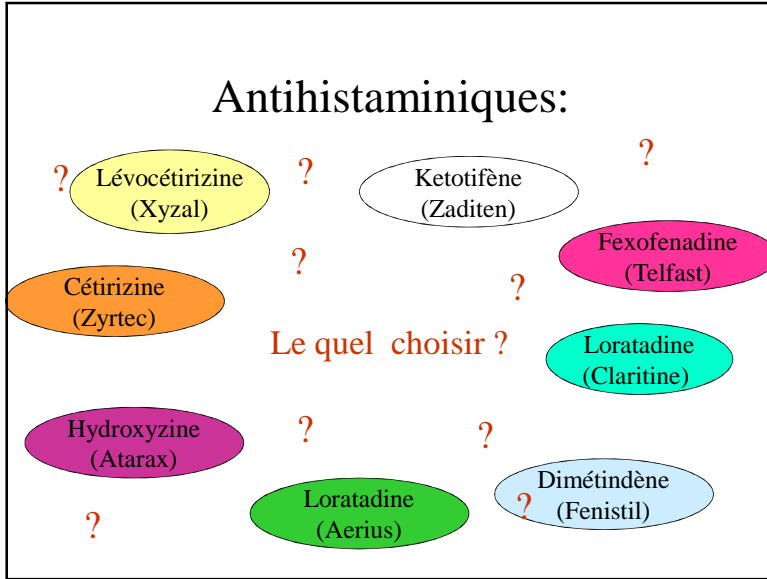 Antihistaminiques:
?
Lévocétirizine
(Xyzal)
?
Ketotifène
(Zaditen)
?
Fexofenadine
(Telfast)
?
?
Cétirizine
(Zyrtec)
Le quel  choisir ?
Loratadine
(Claritine)
Hydroxyzine
(Atarax)
?
?
Loratadine
(Aerius)
Dimétindène
(Fenistil)
?
?